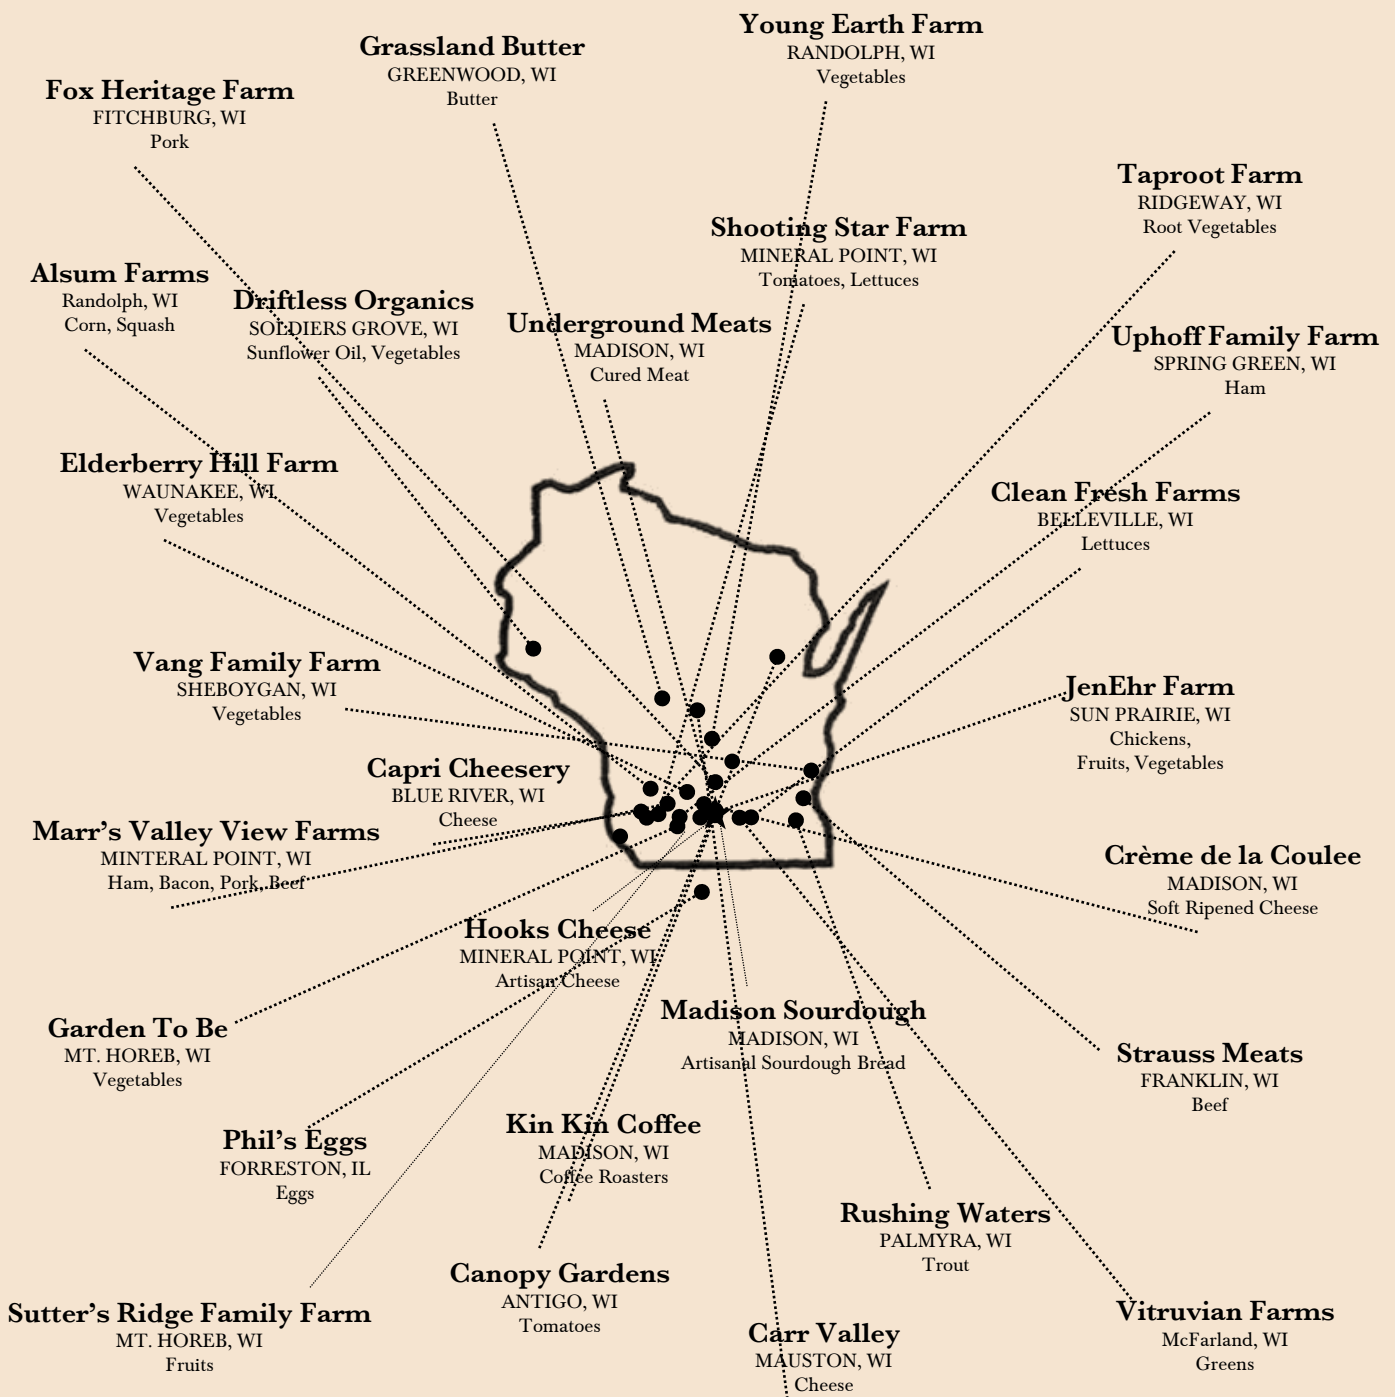 Young Earth Farm
RANDOLPH, WI
Vegetables
Grassland Butter
GREENWOOD, WI
Butter
Fox Heritage Farm
FITCHBURG, WI
Pork
Taproot Farm
RIDGEWAY, WI
Root Vegetables
Shooting Star Farm
MINERAL POINT, WI
Tomatoes, Lettuces
Alsum Farms
Randolph, WI
Corn, Squash
Driftless Organics
SOLDIERS GROVE, WI
Sunflower Oil, Vegetables
Underground Meats
MADISON, WI
Cured Meat
Uphoff Family Farm
SPRING GREEN, WI
Ham
Elderberry Hill Farm
WAUNAKEE, WI
Vegetables
Clean Fresh Farms
BELLEVILLE, WI
Lettuces
Vang Family Farm
SHEBOYGAN, WI
Vegetables
JenEhr Farm
SUN PRAIRIE, WI
Chickens,
Fruits, Vegetables
Capri Cheesery
BLUE RIVER, WI
Cheese
Marr's Valley View Farms
MINTERAL POINT, WI
Ham, Bacon, Pork, Beef
Crème de la Coulee
MADISON, WI
Soft Ripened Cheese
Hooks Cheese
MINERAL POINT, WI
Artisan Cheese
Madison Sourdough
MADISON, WI
Artisanal Sourdough Bread
Garden To Be
MT. HOREB, WI
Vegetables
Strauss Meats
FRANKLIN, WI
Beef
Phil's Eggs
FORRESTON, IL
Eggs
Kin Kin Coffee
MADISON, WI
Coffee Roasters
Rushing Waters
PALMYRA, WI
Trout
Canopy Gardens
ANTIGO, WI
Tomatoes
Sutter's Ridge Family Farm
MT. HOREB, WI
Fruits
Carr Valley
MAUSTON, WI
Cheese
Vitruvian Farms
McFarland, WI
Greens